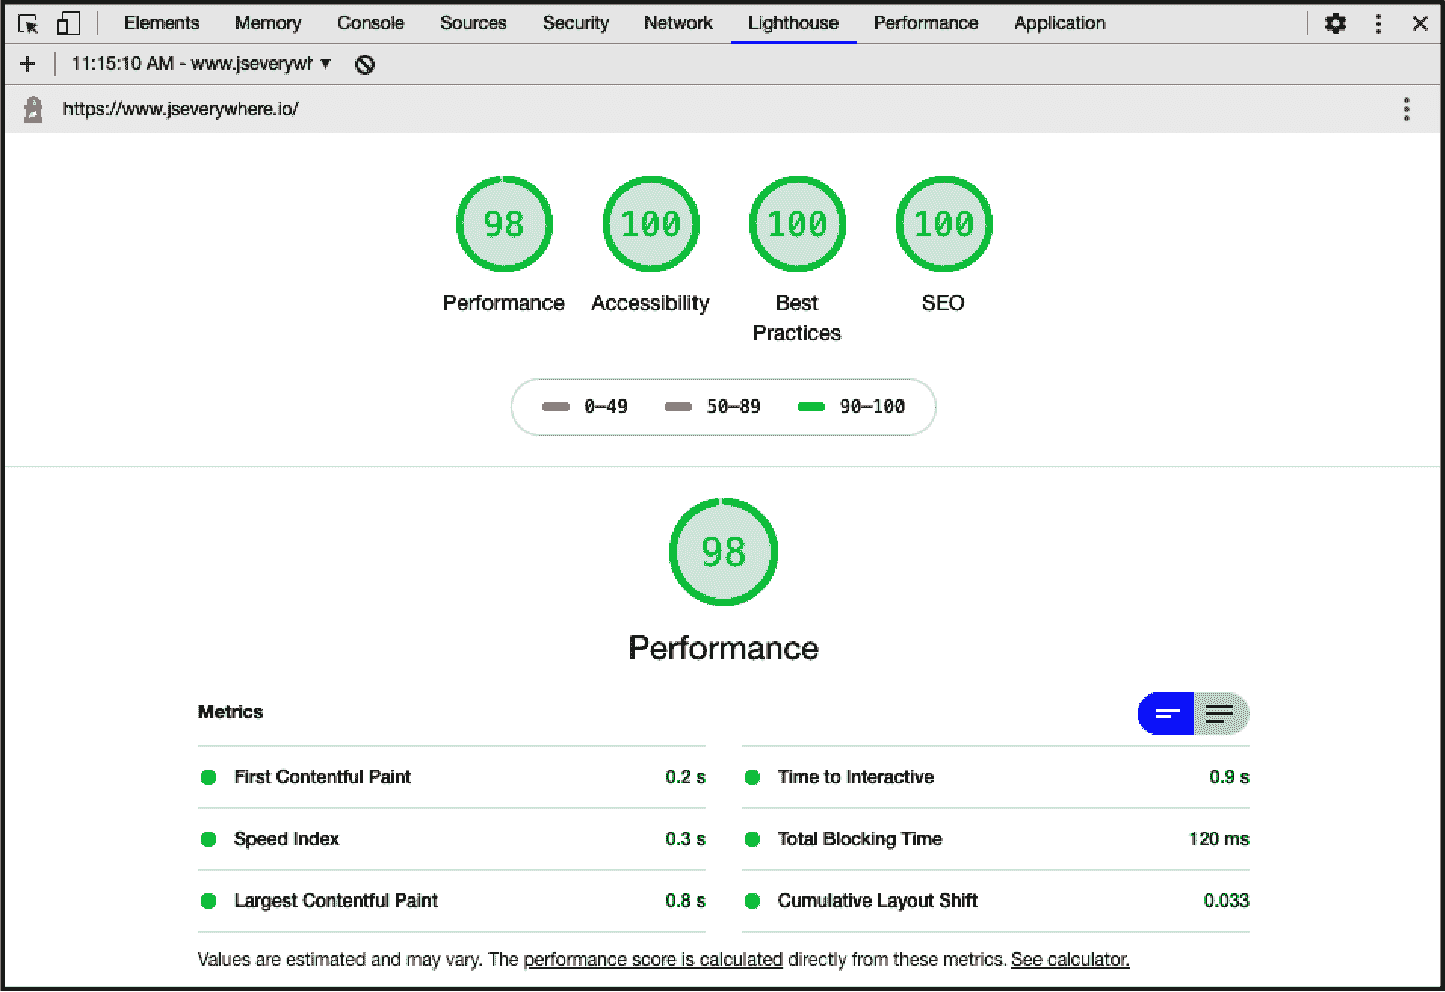 Elements Memory Console Sources Security Network Lighthouse Performance Application
11:15:10 AM - www.jseverywh
https://www.jseverywhere.io/
98 100 100 100
Performance Accessibility Best SEO
Practices
0–49 50–89 90–100
98
Performance
Metrics
First Contentful Paint 0.2 s Time to Interactive 0.9 s
Speed Index 0.3 s Total Blocking Time 120 ms
Largest Contentful Paint 0.8 s Cumulative Layout Shift 0.033
Values are estimated and may vary. The performance score is calculated directly from these metrics. See calculator.